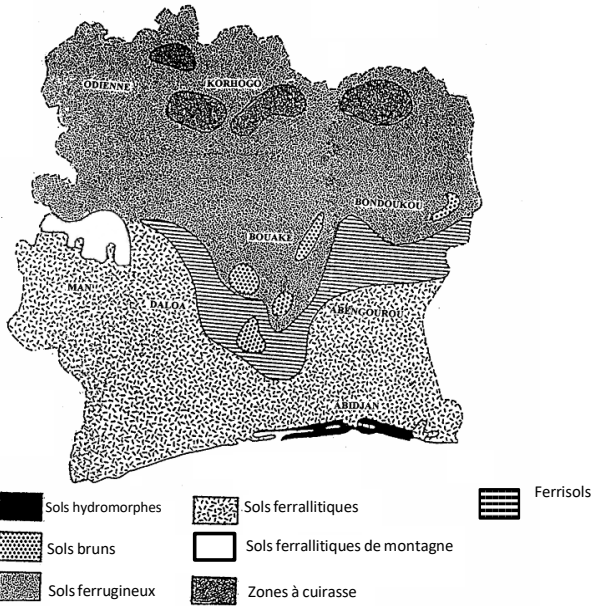 ODIENNE
KORHOGO
BONDOUKOU
BOUAKE
MAN
DALOA
ABENGOUROU
ABIDJAN
Sols hydromorphes
Sols ferrallitiques
Ferrisols
Sols bruns
Sols ferrallitiques de montagne
Sols ferrugineux
Zones à cuirasse